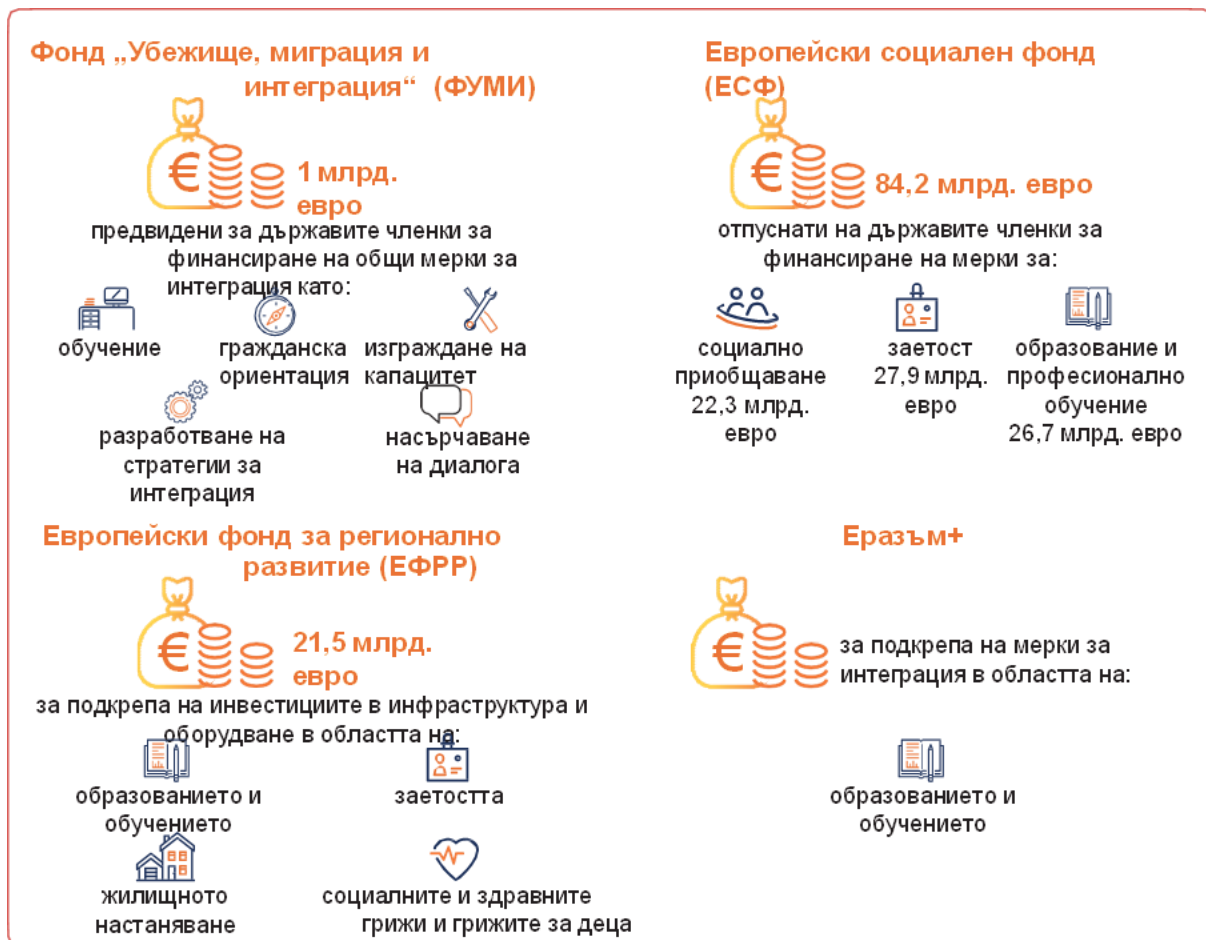 Фонд „Убежище, миграция и
интеграция“ (ФУМИ)
€
1 млрд.
евро
предвидени за държавите членки за
финансиране на общи мерки за
интеграция като:
обучение
гражданска
ориентация
изграждане на
капацитет
разработване на
стратегии за
интеграция
насърчаване
на диалога
Европейски социален фонд
(ЕСФ)
€
84,2 млрд. евро
отпуснати на държавите членки за
финансиране на мерки за:
социално
приобщаване
22,3 млрд.
евро
заетост
27,9 млрд.
евро
образование и
професионално
обучение
26,7 млрд. евро
Европейски фонд за регионално
развитие (ЕФРР)
€
21,5 млрд.
евро
за подкрепа на инвестициите в инфраструктура и
оборудване в областта на:
образованието и
обучението
заетостта
жилищното
настаняване
социалните и здравните
грижи и грижите за деца
Еразъм+
€
за подкрепа на мерки за
интеграция в областта на:
образованието и
обучението